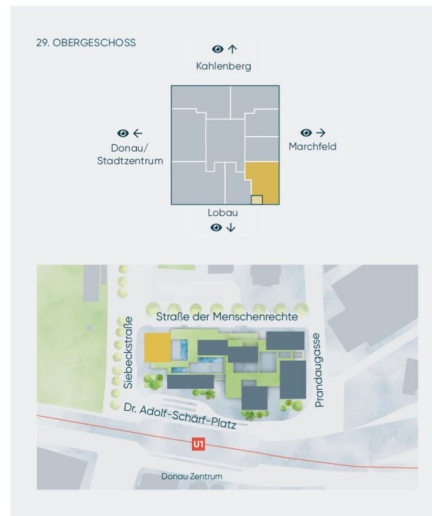 29. OBERGESCHOSS
Kahlenberg
Donau/
Stadtzentrum
Marchfeld
Lobau
Straße der Menschenrechte
Siebeckstraße
Prandaugasse
Dr. Adolf-Schärf-Platz
U1
Donau Zentrum